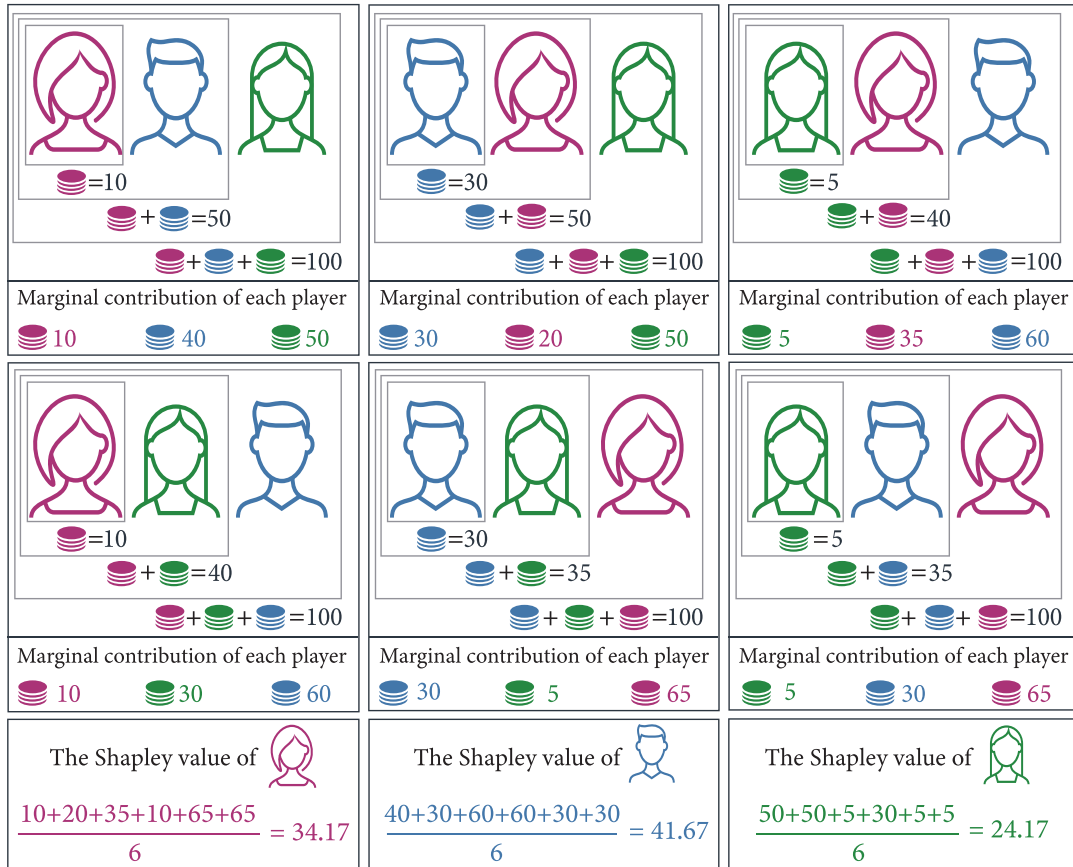 =10
+ =50
+ + =100
Marginal contribution of each player
10 40 50
=30
+ =50
+ + =100
Marginal contribution of each player
30 20 50
=5
+ =40
+ + =100
Marginal contribution of each player
5 35 60
=10
+ =40
+ + =100
Marginal contribution of each player
10 30 60
=30
+ =35
+ + =100
Marginal contribution of each player
30 5 65
=5
+ =35
+ + =100
Marginal contribution of each player
5 30 65
The Shapley value of
10+20+35+10+65+65
6
= 34.17
The Shapley value of
40+30+60+60+30+30
6
= 41.67
The Shapley value of
50+50+5+30+5+5
6
= 24.17